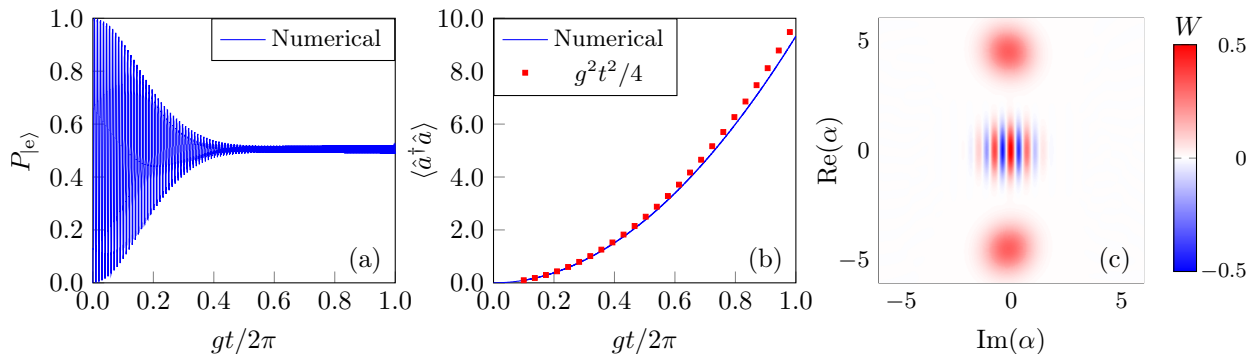 1.0
0.8
0.6
0.4
0.2
0.0
P|e⟩
Numerical
(a)
0.0 0.2 0.4 0.6 0.8 1.0
gt/2π
10.0
8.0
6.0
4.0
2.0
0.0
⟨â†â⟩
Numerical
g²t²/4
(b)
0.0 0.2 0.4 0.6 0.8 1.0
gt/2π
5
0
−5
Re(α)
(c)
−5 0 5
Im(α)
W
0.5
0
−0.5